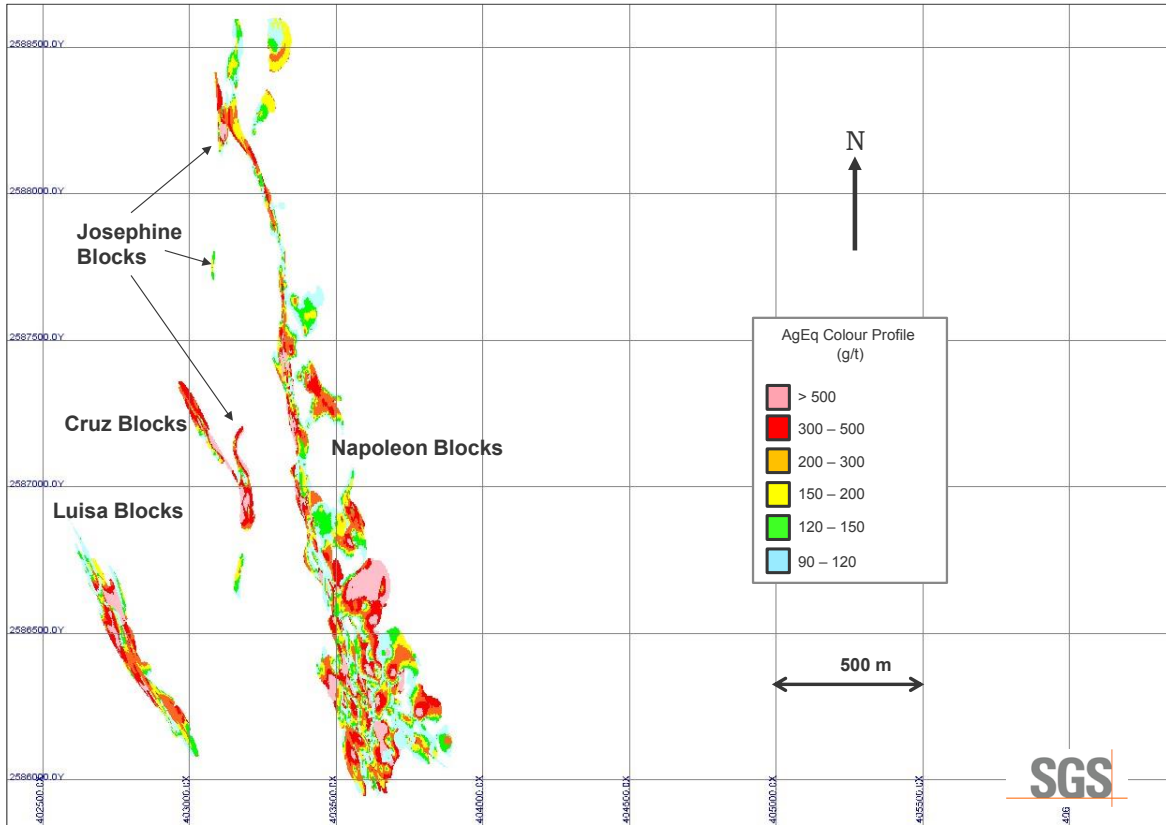 2588500.0Y
N
2588000.0Y
Josephine
Blocks
AgEq Colour Profile
(g/t)
> 500
300 – 500
200 – 300
150 – 200
120 – 150
90 – 120
2587500.0Y
Cruz Blocks
Napoleon Blocks
2587000.0Y
Luisa Blocks
2586500.0Y
500 m
2586000.0Y
402500.0X
403000.0X
403500.0X
404000.0X
404500.0X
405000.0X
405500.0X
406
SGS